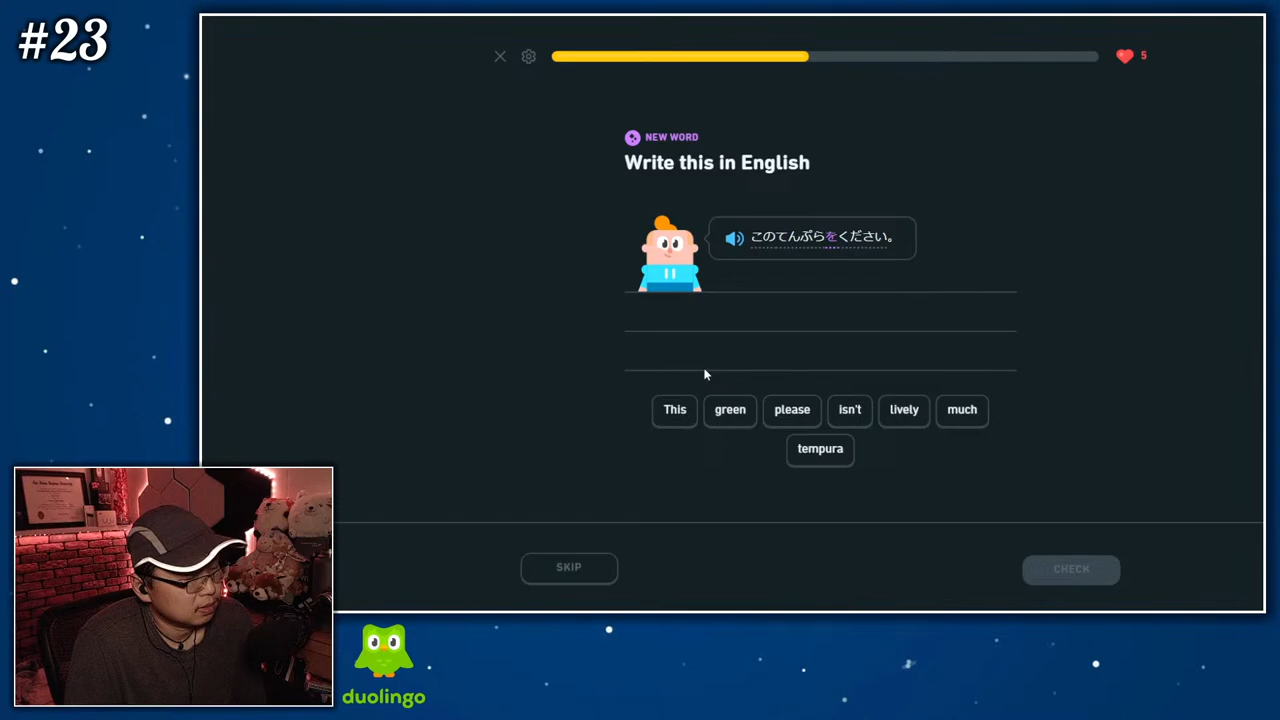 #23
5
NEW WORD
Write this in English
このてんぷらをください。
This green please isn't lively much
tempura
SKIP
CHECK
duolingo